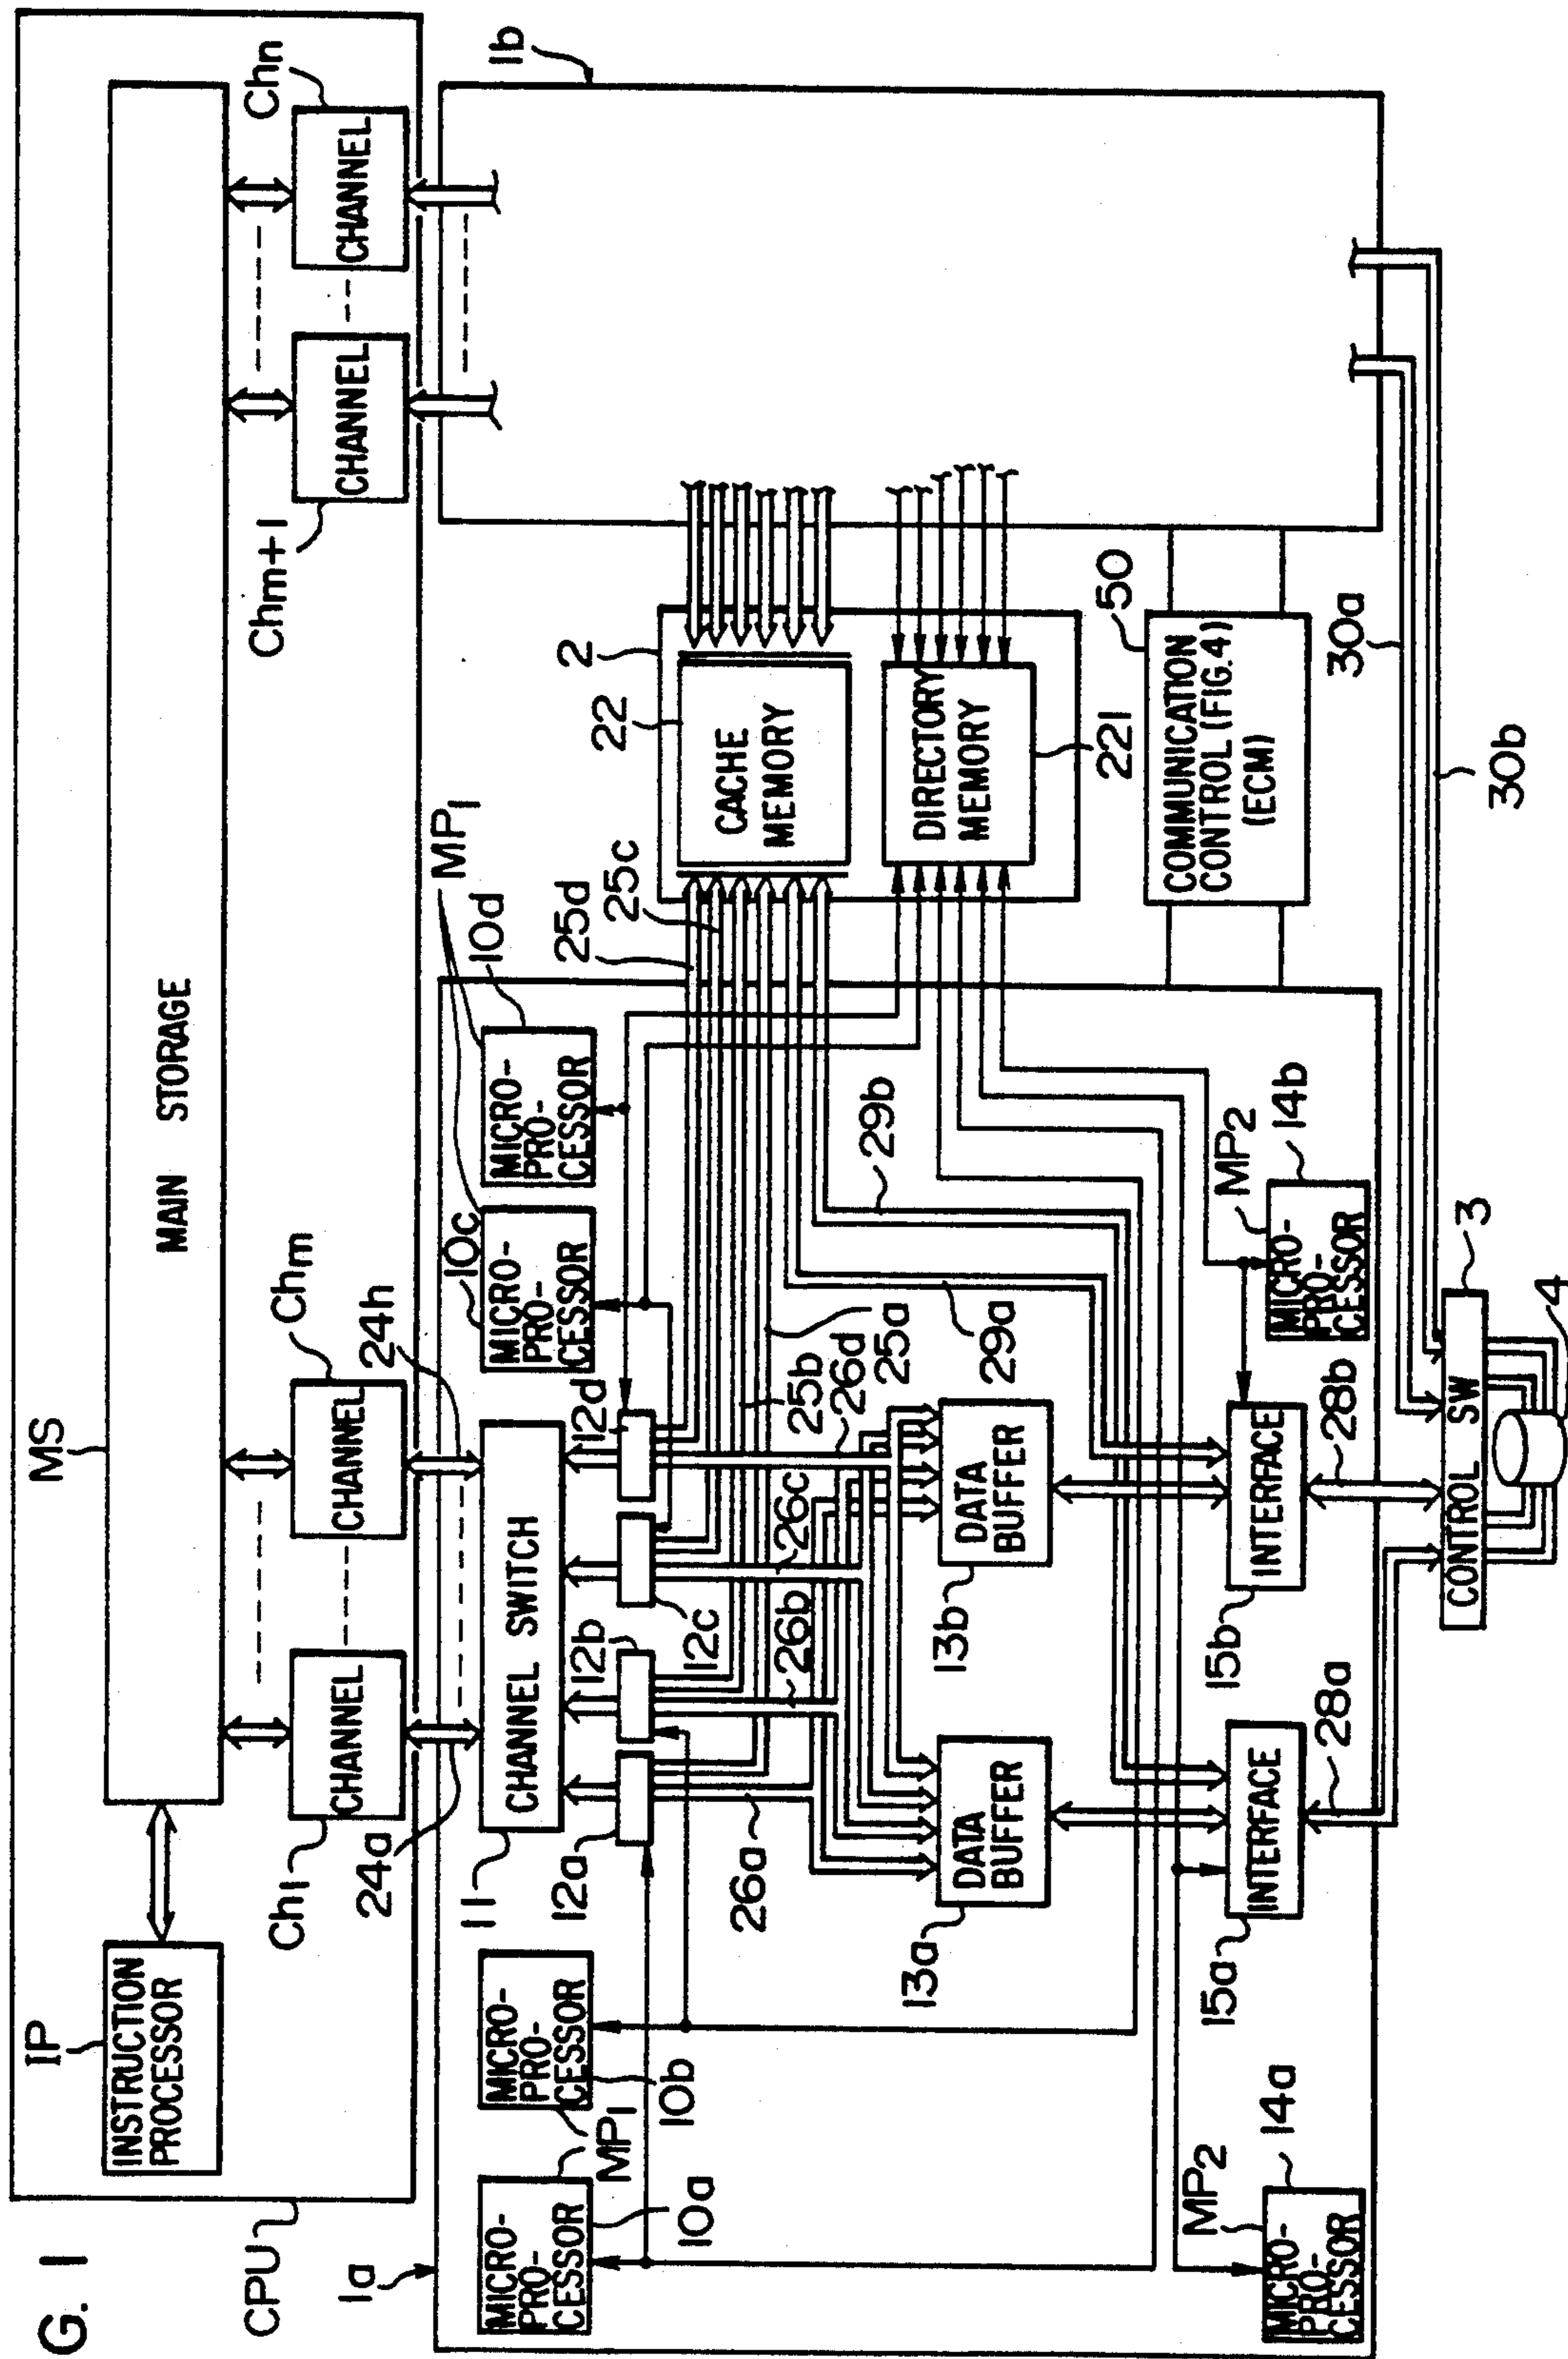 G. 1
CPU
IP
INSTRUCTION
PROCESSOR
MS
MAIN STORAGE
Ch1
CHANNEL
Chm
CHANNEL
Chm+1
CHANNEL
Chn
CHANNEL
24a
24h
1a
1b
MICRO-
PRO-
CESSOR
10a
MP1
MICRO-
PRO-
CESSOR
10b
11
CHANNEL SWITCH
10c
MICRO-
PRO-
CESSOR
10d
MICRO-
PRO-
CESSOR
MP1
12a
12b
12c
12d
25d
25c
25b
25a
26a
26b
26c
26d
2
22
CACHE
MEMORY
DIRECTORY
MEMORY
221
13a
DATA
BUFFER
13b
DATA
BUFFER
29a
29b
50
COMMUNICATION
CONTROL (FIG.4)
(ECM)
MP2
14a
MICRO-
PRO-
CESSOR
15a
INTERFACE
15b
INTERFACE
MP2
14b
MICRO-
PRO-
CESSOR
28a
28b
30a
30b
CONTROL SW
3
4